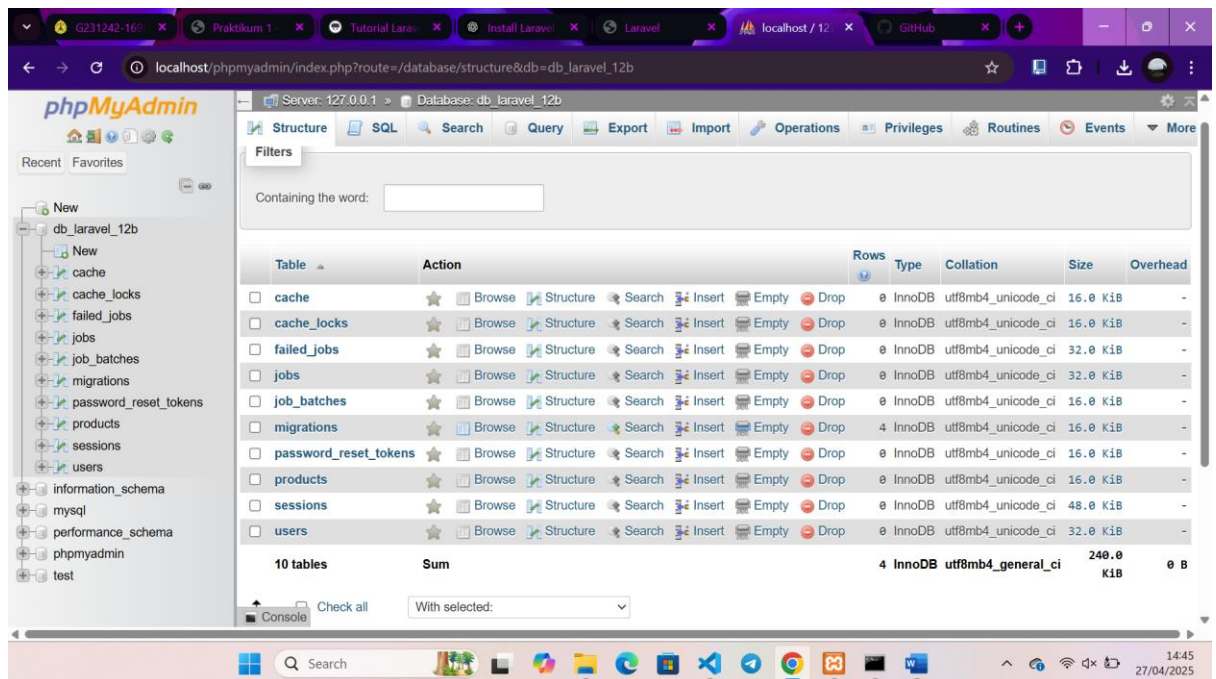 G231242-169 Praktikum 1 - Tutorial Larav Install Laravel Laravel localhost / 12 GitHub
localhost/phpmyadmin/index.php?route=/database/structure&db=db_laravel_12b
phpMyAdmin
Recent Favorites
New
db_laravel_12b
New
cache
cache_locks
failed_jobs
jobs
job_batches
migrations
password_reset_tokens
products
sessions
users
information_schema
mysql
performance_schema
phpmyadmin
test
Server: 127.0.0.1 » Database: db_laravel_12b
Structure SQL Search Query Export Import Operations Privileges Routines Events More
Filters
Containing the word:
Table Action Rows Type Collation Size Overhead
cache Browse Structure Search Insert Empty Drop 0 InnoDB utf8mb4_unicode_ci 16.0 KiB -
cache_locks Browse Structure Search Insert Empty Drop 0 InnoDB utf8mb4_unicode_ci 16.0 KiB -
failed_jobs Browse Structure Search Insert Empty Drop 0 InnoDB utf8mb4_unicode_ci 32.0 KiB -
jobs Browse Structure Search Insert Empty Drop 0 InnoDB utf8mb4_unicode_ci 32.0 KiB -
job_batches Browse Structure Search Insert Empty Drop 0 InnoDB utf8mb4_unicode_ci 16.0 KiB -
migrations Browse Structure Search Insert Empty Drop 4 InnoDB utf8mb4_unicode_ci 16.0 KiB -
password_reset_tokens Browse Structure Search Insert Empty Drop 0 InnoDB utf8mb4_unicode_ci 16.0 KiB -
products Browse Structure Search Insert Empty Drop 0 InnoDB utf8mb4_unicode_ci 16.0 KiB -
sessions Browse Structure Search Insert Empty Drop 0 InnoDB utf8mb4_unicode_ci 48.0 KiB -
users Browse Structure Search Insert Empty Drop 0 InnoDB utf8mb4_unicode_ci 32.0 KiB -
10 tables Sum 4 InnoDB utf8mb4_general_ci 240.0 KiB 0 B
Check all With selected:
Console
Search
14:45
27/04/2025